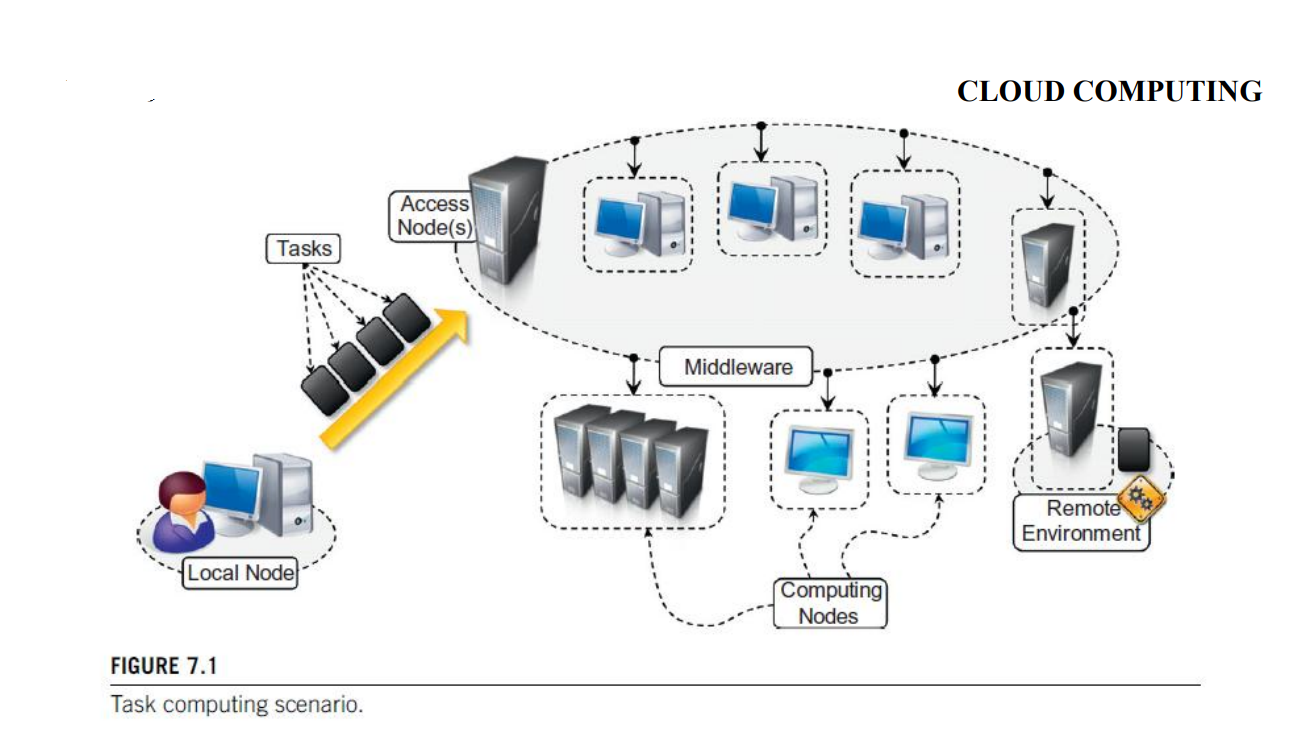 CLOUD COMPUTING
Access
Node(s)
Tasks
Middleware
Local Node
Remote
Environment
Computing
Nodes
FIGURE 7.1
Task computing scenario.